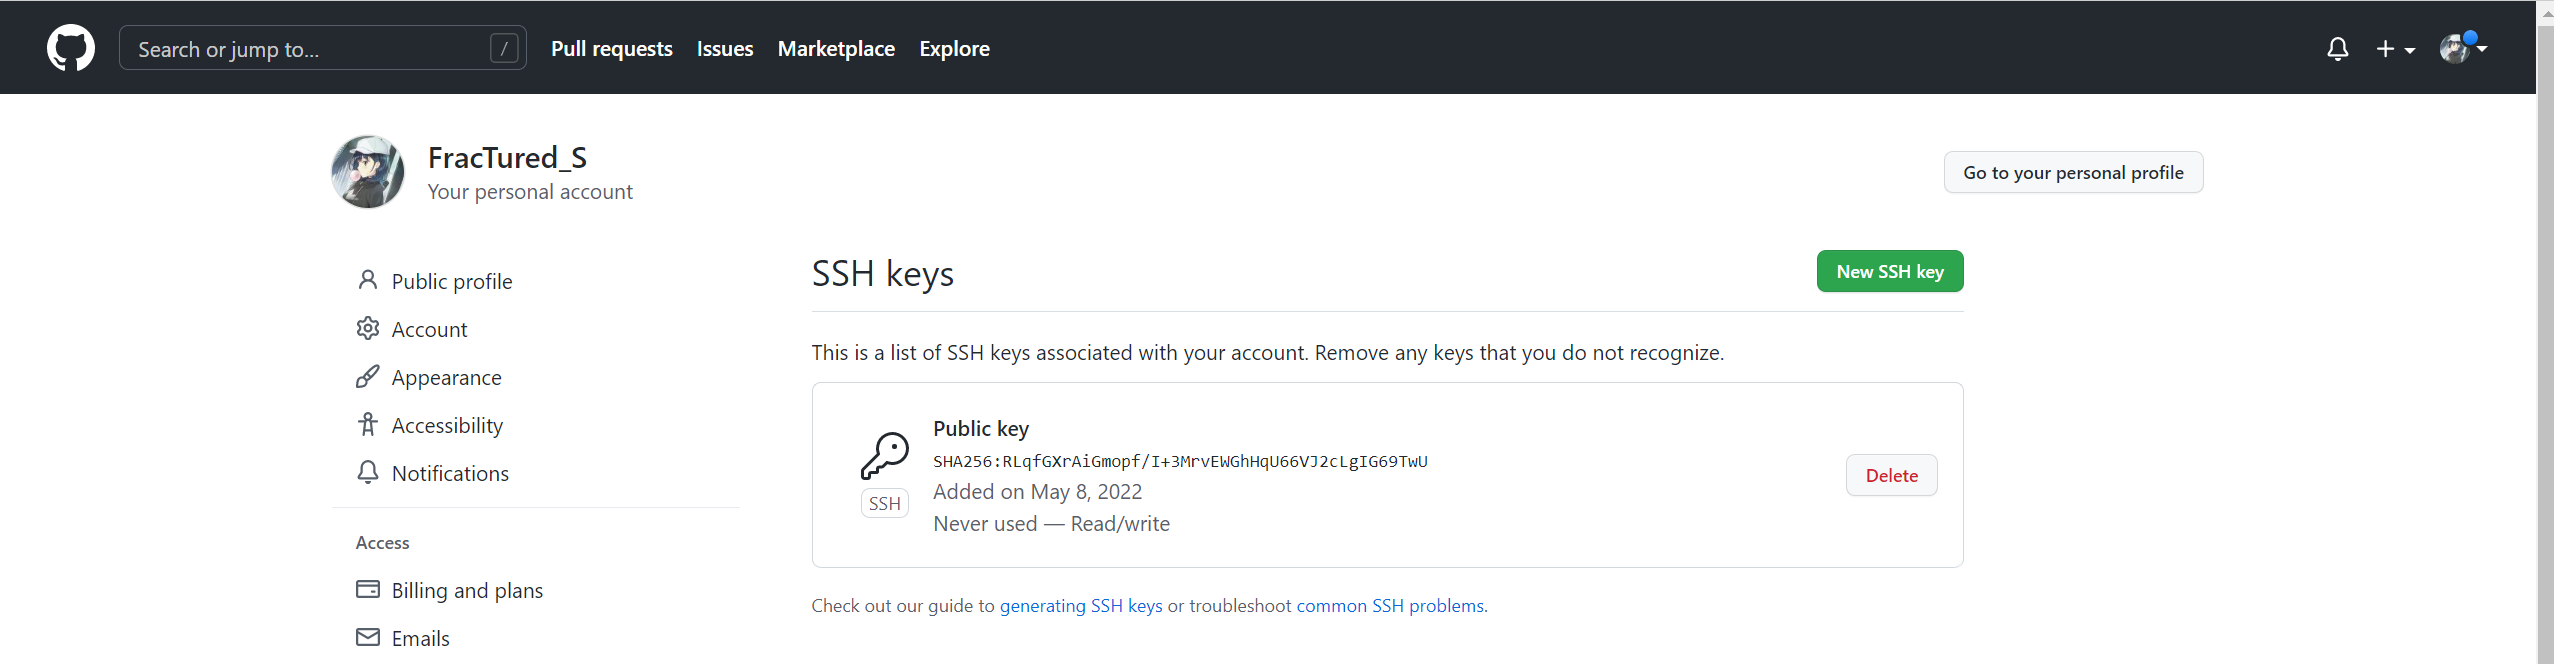 Search or jump to... / Pull requests Issues Marketplace Explore
FracTured_S
Your personal account
Go to your personal profile
Public profile
Account
Appearance
Accessibility
Notifications
Access
Billing and plans
Emails
SSH keys
New SSH key
This is a list of SSH keys associated with your account. Remove any keys that you do not recognize.
SSH
Public key
SHA256:RLqfGXrAiGmopf/I+3MrvEWGhHqU66VJ2cLgIG69TwU
Added on May 8, 2022
Never used — Read/write
Delete
Check out our guide to generating SSH keys or troubleshoot common SSH problems.